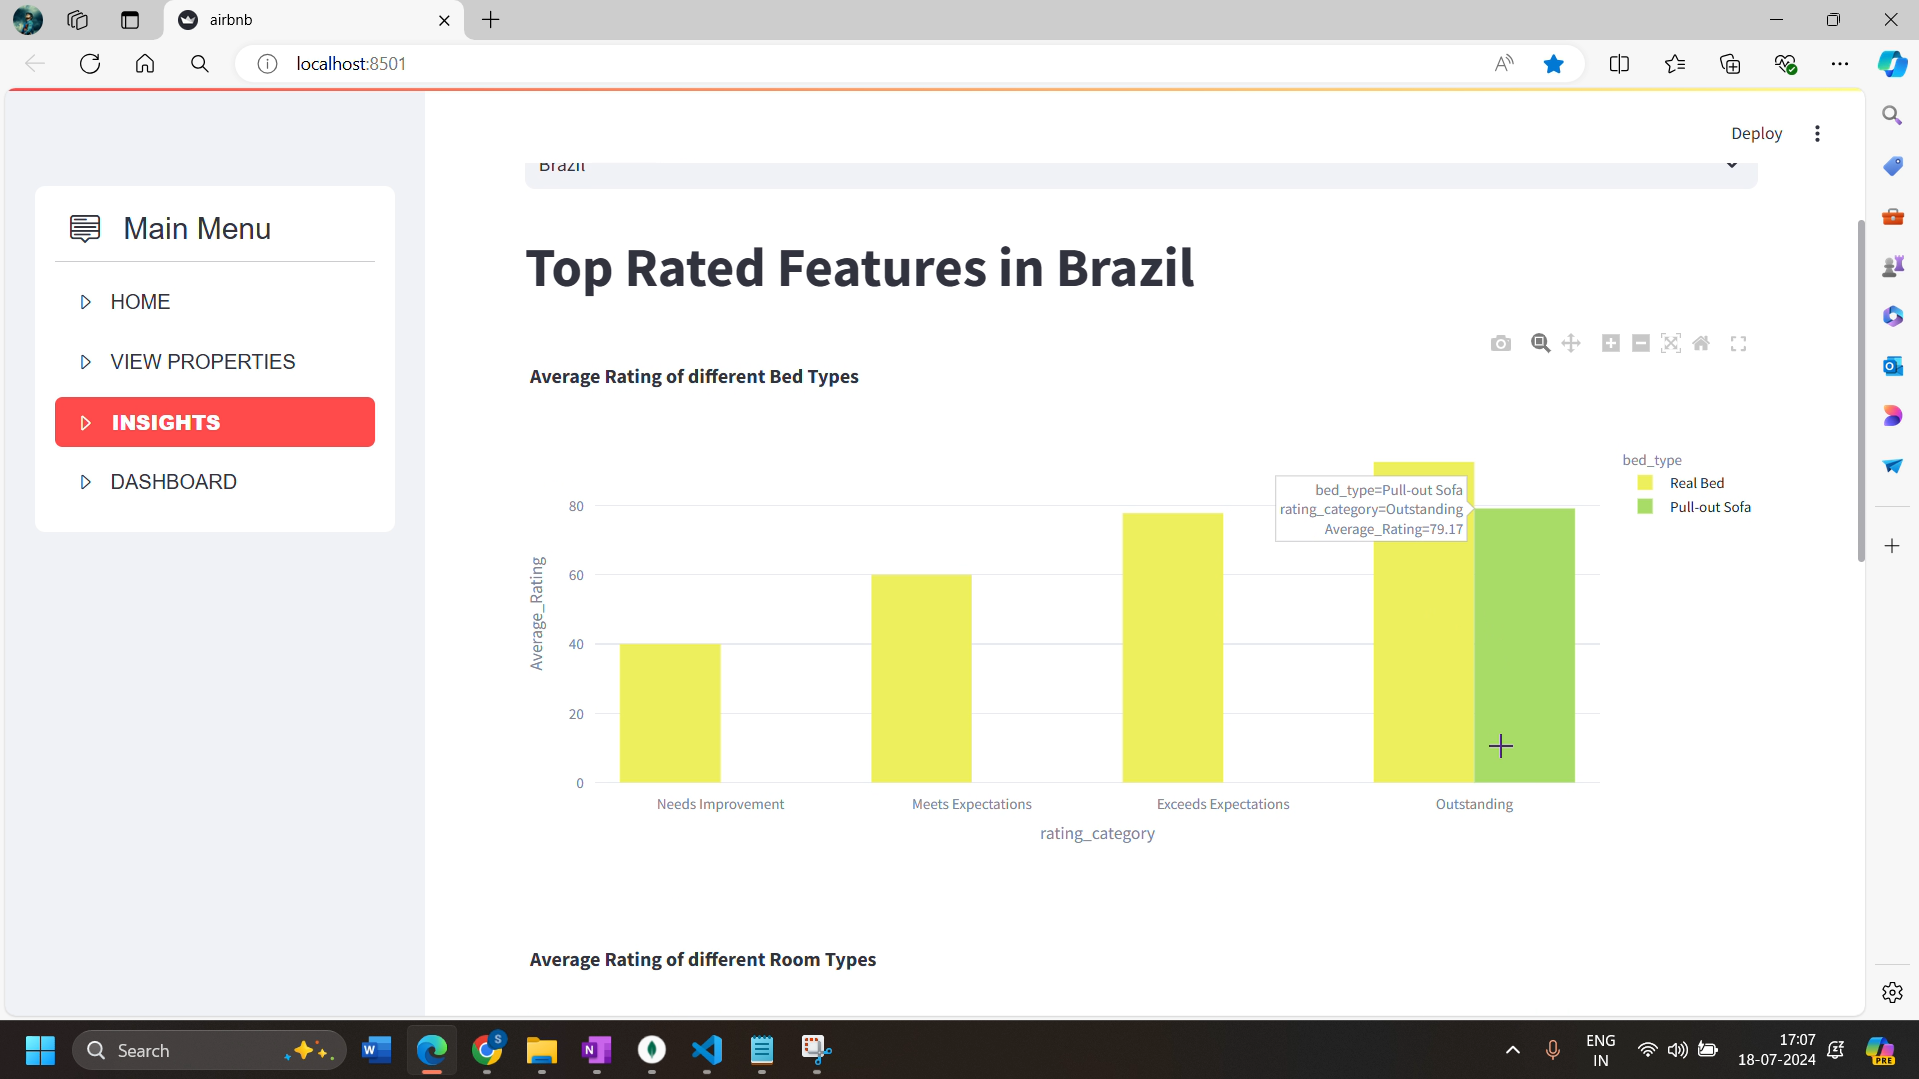 airbnb
localhost:8501
Deploy
Brazil
Main Menu
HOME
VIEW PROPERTIES
INSIGHTS
DASHBOARD
Top Rated Features in Brazil
Average Rating of different Bed Types
bed_type
Real Bed
Pull-out Sofa
bed_type=Pull-out Sofa
rating_category=Outstanding
Average_Rating=79.17
Average_Rating
80
60
40
20
0
Needs Improvement
Meets Expectations
Exceeds Expectations
Outstanding
rating_category
Average Rating of different Room Types
Search
S
ENG
IN
17:07
18-07-2024
PRE